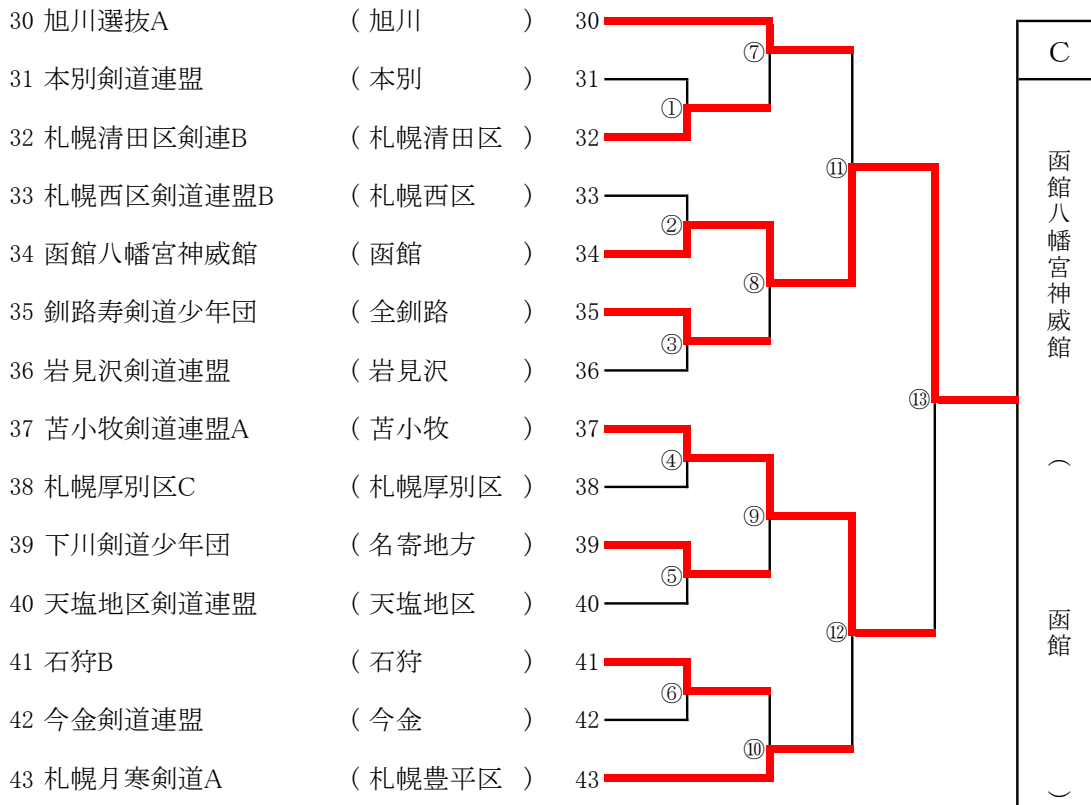 30 旭川選抜A ( 旭川 ) 30
31 本別剣道連盟 ( 本別 ) 31
32 札幌清田区剣連B ( 札幌清田区 ) 32
33 札幌西区剣道連盟B ( 札幌西区 ) 33
34 函館八幡宮神威館 ( 函館 ) 34
35 釧路寿剣道少年団 ( 全釧路 ) 35
36 岩見沢剣道連盟 ( 岩見沢 ) 36
37 苫小牧剣道連盟A ( 苫小牧 ) 37
38 札幌厚別区C ( 札幌厚別区 ) 38
39 下川剣道少年団 ( 名寄地方 ) 39
40 天塩地区剣道連盟 ( 天塩地区 ) 40
41 石狩B ( 石狩 ) 41
42 今金剣道連盟 ( 今金 ) 42
43 札幌月寒剣道A ( 札幌豊平区 ) 43
①
②
③
④
⑤
⑥
⑦
⑧
⑨
⑩
⑪
⑫
⑬
C
函館八幡宮神威館
(函館)